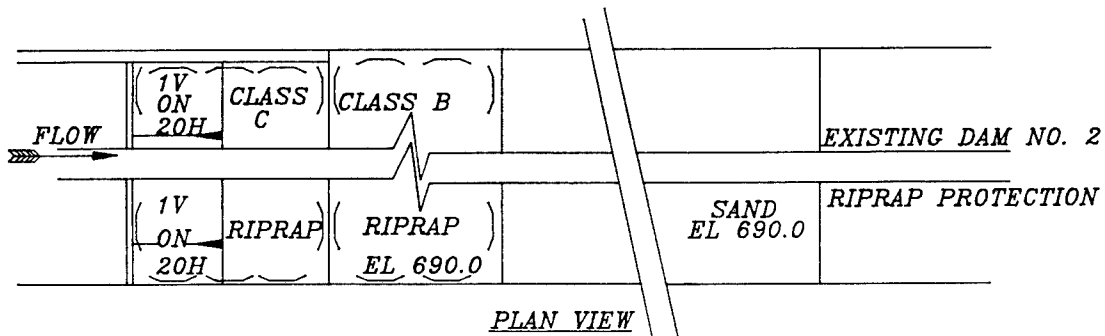 1V
ON
20H
CLASS
C
CLASS B
FLOW
EXISTING DAM NO. 2
1V
ON
20H
RIPRAP
RIPRAP
EL 690.0
SAND
EL 690.0
RIPRAP PROTECTION
PLAN VIEW